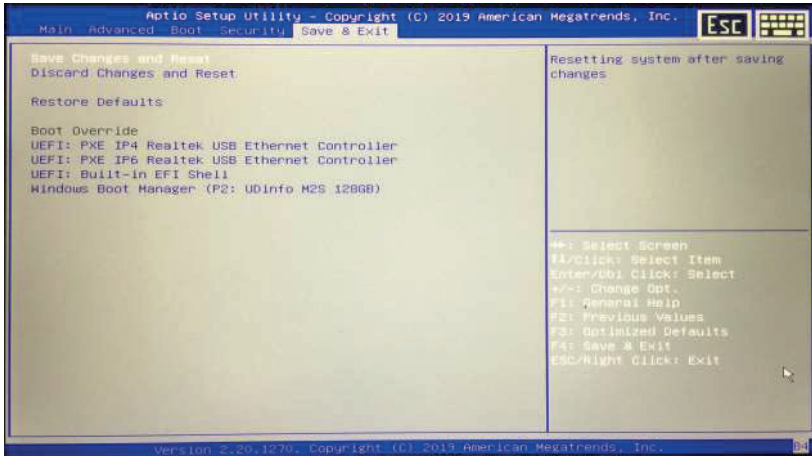 Aptio Setup Utility - Copyright (C) 2019 American Megatrends, Inc.
Main Advanced Boot Security Save & Exit
ESC
Save Changes and Reset
Discard Changes and Reset
Restore Defaults
Boot Override
UEFI: PXE IP4 Realtek USB Ethernet Controller
UEFI: PXE IP6 Realtek USB Ethernet Controller
UEFI: Built-in EFI Shell
Windows Boot Manager (P2: UDinfo M2S 128GB)
Resetting system after saving
changes
→←: Select Screen
↑↓/Click: Select Item
Enter/Dbl Click: Select
+/-: Change Opt.
F1: General Help
F2: Previous Values
F3: Optimized Defaults
F4: Save & Exit
ESC/Right Click: Exit
Version 2.20.1270. Copyright (C) 2019 American Megatrends, Inc.
B4